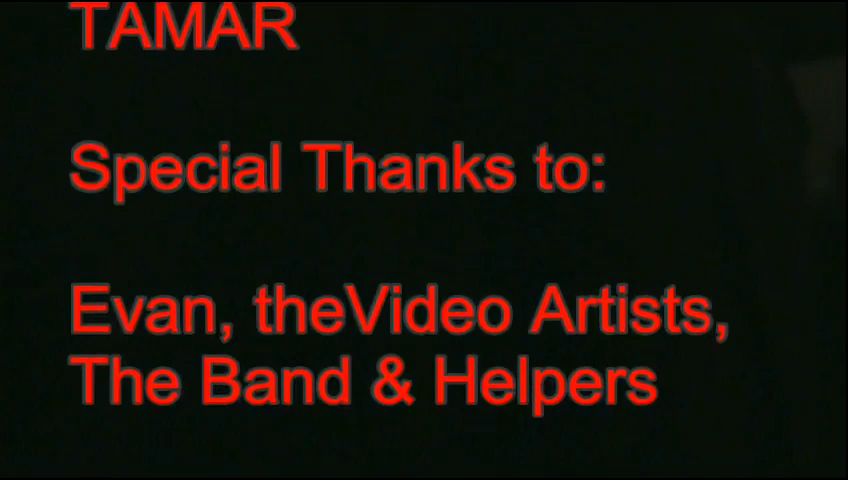 TAMAR
Special Thanks to:
Evan, theVideo Artists,
The Band & Helpers